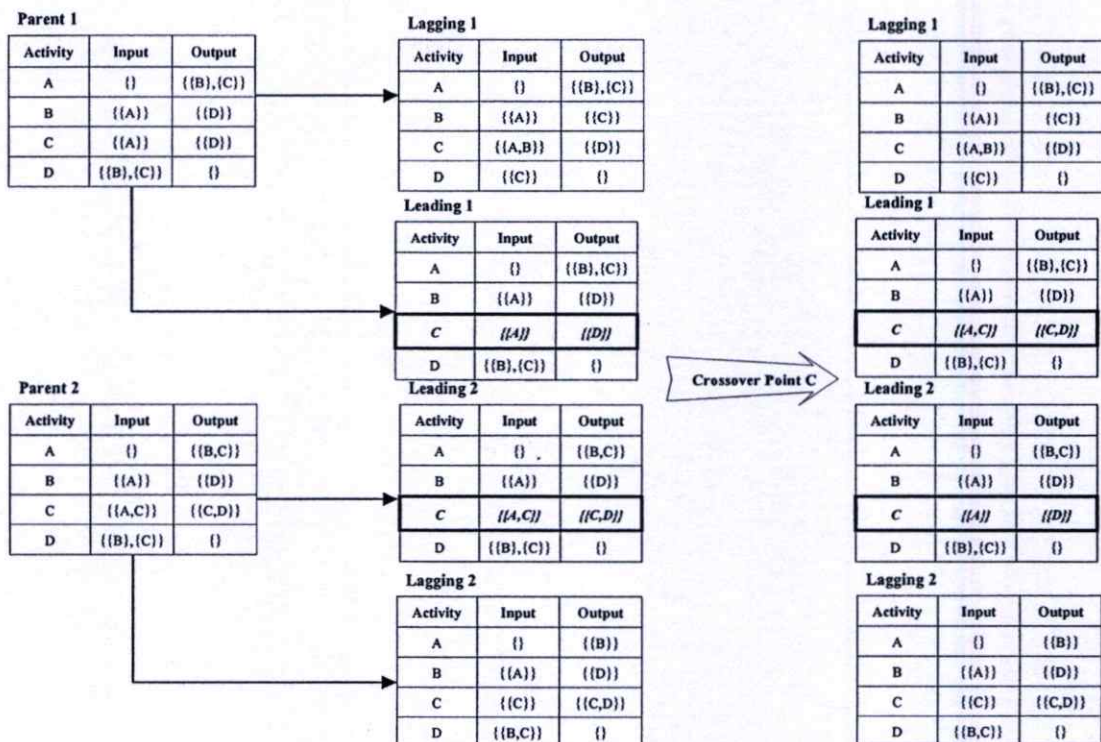 Parent 1
Activity Input Output
A {} {{B},{C}}
B {{A}} {{D}}
C {{A}} {{D}}
D {{B},{C}} {}
Parent 2
Activity Input Output
A {} {{B,C}}
B {{A}} {{D}}
C {{A,C}} {{C,D}}
D {{B},{C}} {}
Lagging 1
Activity Input Output
A {} {{B},{C}}
B {{A}} {{C}}
C {{A,B}} {{D}}
D {{C}} {}
Leading 1
Activity Input Output
A {} {{B},{C}}
B {{A}} {{D}}
C {{A}} {{D}}
D {{B},{C}} {}
Leading 2
Activity Input Output
A {} {{B,C}}
B {{A}} {{D}}
C {{A,C}} {{C,D}}
D {{B},{C}} {}
Lagging 2
Activity Input Output
A {} {{B}}
B {{A}} {{D}}
C {{C}} {{C,D}}
D {{B,C}} {}
Crossover Point C
Lagging 1
Activity Input Output
A {} {{B},{C}}
B {{A}} {{C}}
C {{A,B}} {{D}}
D {{C}} {}
Leading 1
Activity Input Output
A {} {{B},{C}}
B {{A}} {{D}}
C {{A,C}} {{C,D}}
D {{B},{C}} {}
Leading 2
Activity Input Output
A {} {{B,C}}
B {{A}} {{D}}
C {{A}} {{D}}
D {{B},{C}} {}
Lagging 2
Activity Input Output
A {} {{B}}
B {{A}} {{D}}
C {{C}} {{C,D}}
D {{B,C}} {}